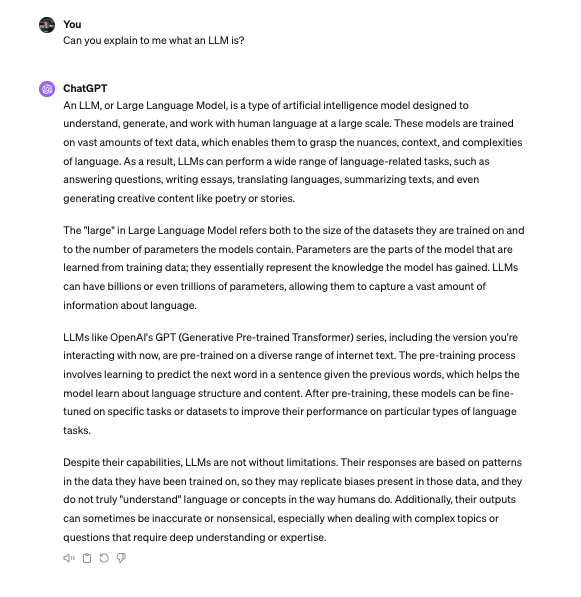 You
Can you explain to me what an LLM is?
ChatGPT
An LLM, or Large Language Model, is a type of artificial intelligence model designed to
understand, generate, and work with human language at a large scale. These models are trained
on vast amounts of text data, which enables them to grasp the nuances, context, and complexities
of language. As a result, LLMs can perform a wide range of language-related tasks, such as
answering questions, writing essays, translating languages, summarizing texts, and even
generating creative content like poetry or stories.
The "large" in Large Language Model refers both to the size of the datasets they are trained on and
to the number of parameters the models contain. Parameters are the parts of the model that are
learned from training data; they essentially represent the knowledge the model has gained. LLMs
can have billions or even trillions of parameters, allowing them to capture a vast amount of
information about language.
LLMs like OpenAI's GPT (Generative Pre-trained Transformer) series, including the version you're
interacting with now, are pre-trained on a diverse range of internet text. The pre-training process
involves learning to predict the next word in a sentence given the previous words, which helps the
model learn about language structure and content. After pre-training, these models can be fine-
tuned on specific tasks or datasets to improve their performance on particular types of language
tasks.
Despite their capabilities, LLMs are not without limitations. Their responses are based on patterns
in the data they have been trained on, so they may replicate biases present in those data, and they
do not truly "understand" language or concepts in the way humans do. Additionally, their outputs
can sometimes be inaccurate or nonsensical, especially when dealing with complex topics or
questions that require deep understanding or expertise.